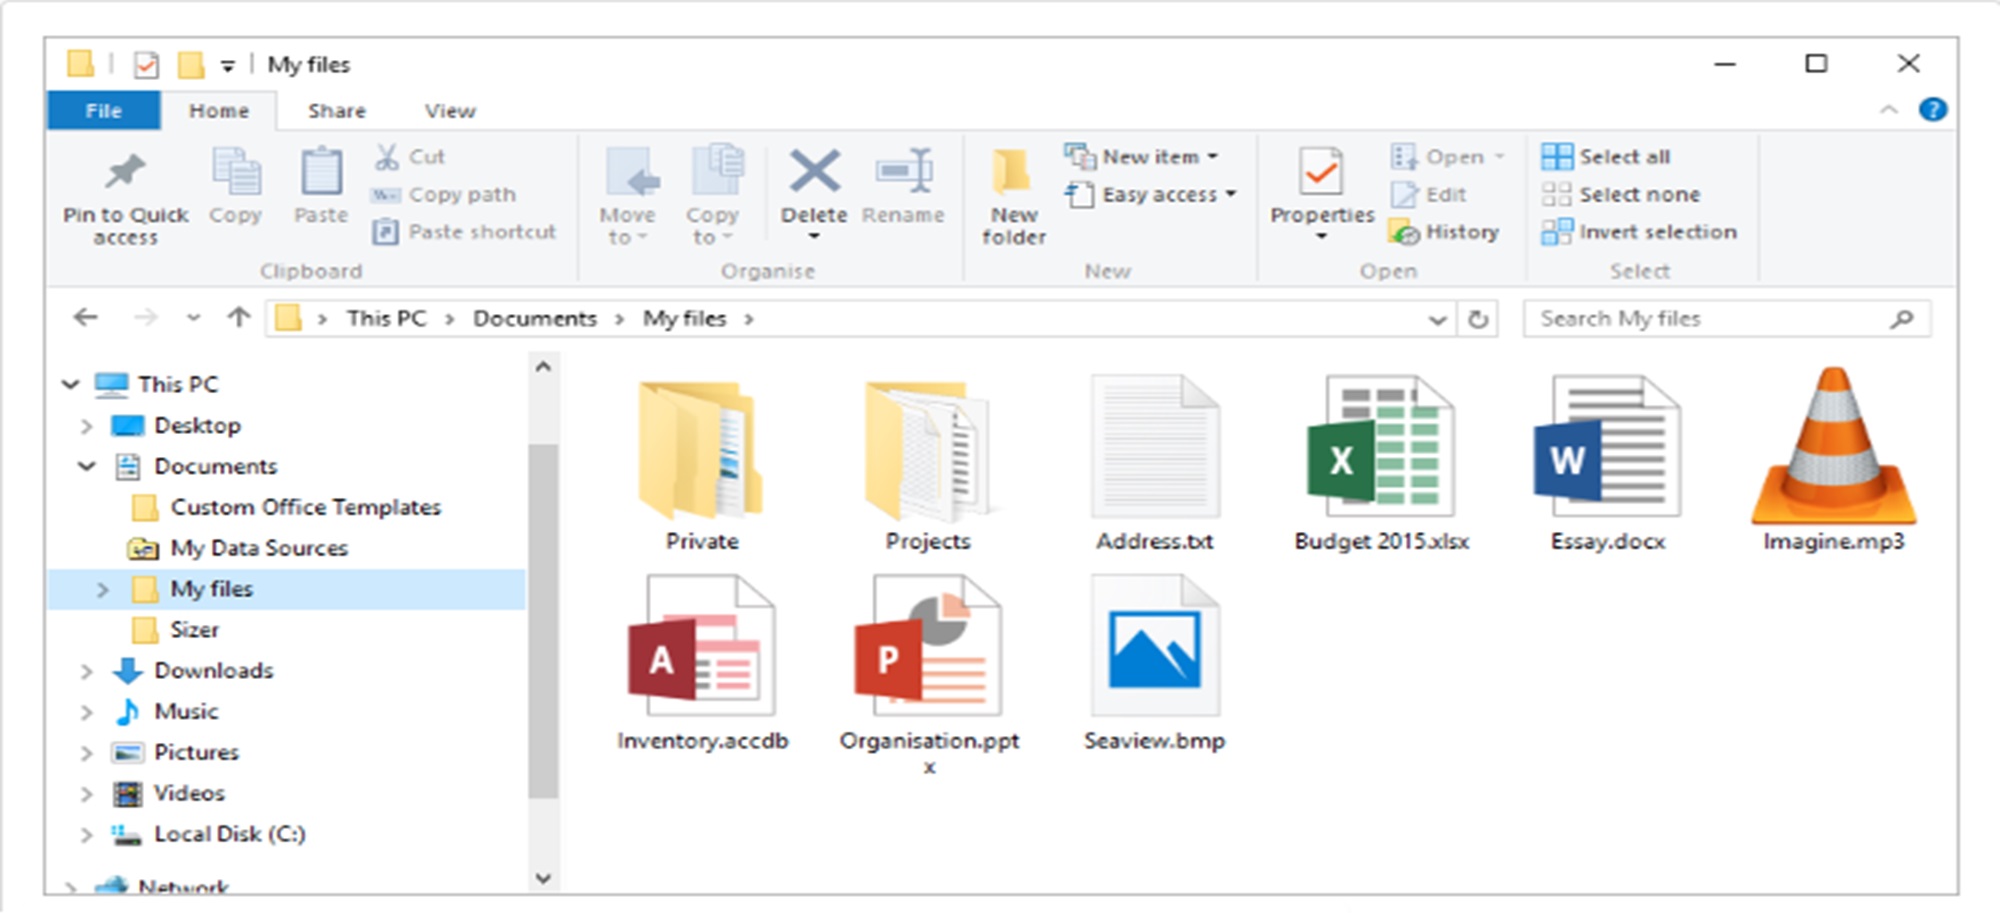 My files
File Home Share View
Pin to Quick access
Copy
Paste
Cut
Copy path
Paste shortcut
Clipboard
Move to
Copy to
Delete
Rename
Organise
New folder
New item
Easy access
New
Properties
Open
Edit
History
Open
Select all
Select none
Invert selection
Select
This PC > Documents > My files >
Search My files
This PC
Desktop
Documents
Custom Office Templates
My Data Sources
My files
Sizer
Downloads
Music
Pictures
Videos
Local Disk (C:)
Network
Private
Projects
Address.txt
X
Budget 2015.xlsx
W
Essay.docx
Imagine.mp3
A
Inventory.accdb
P
Organisation.ppt
x
Seaview.bmp